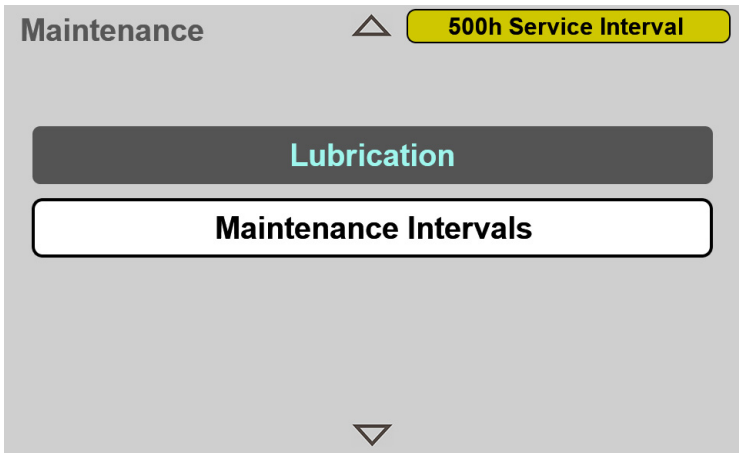 Maintenance
500h Service Interval
Lubrication
Maintenance Intervals